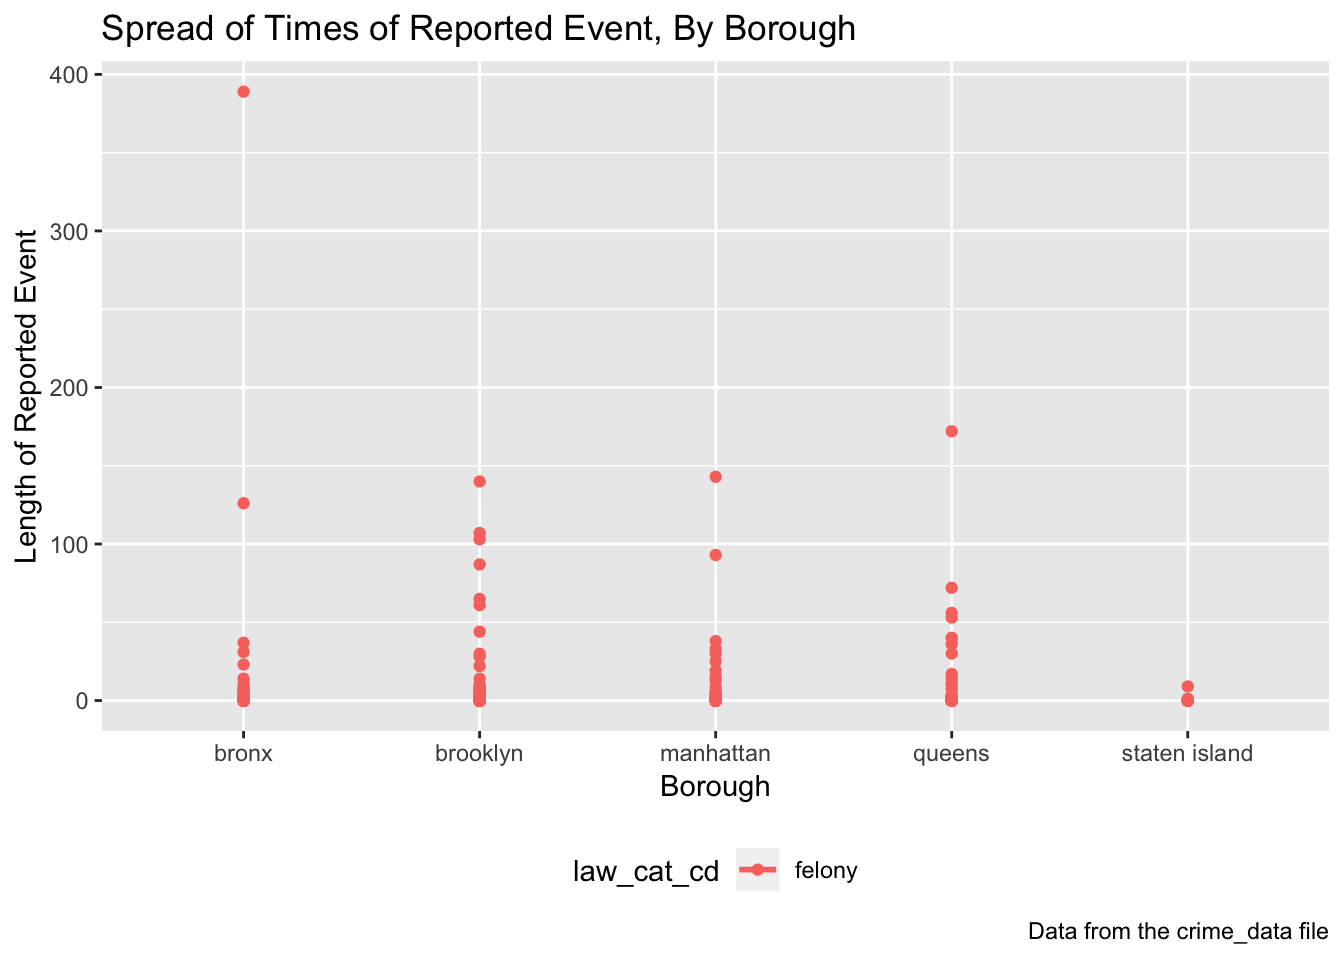 Spread of Times of Reported Event, By Borough
Length of Reported Event
400
300
200
100
0
bronx
brooklyn
manhattan
queens
staten island
Borough
law_cat_cd
felony
Data from the crime_data file